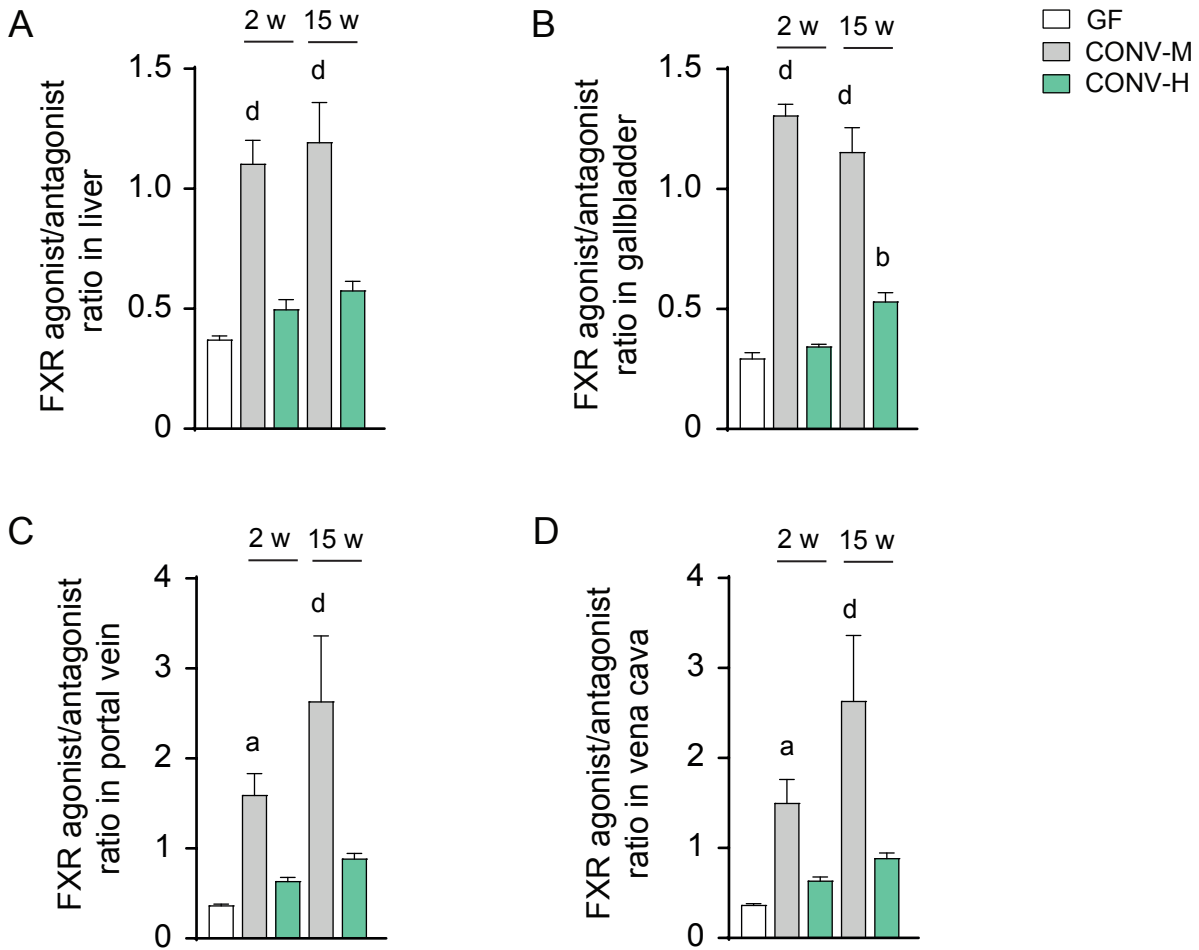 A
2 w
15 w
FXR agonist/antagonist
ratio in liver
1.5
1.0
0.5
0
d
d
B
2 w
15 w
FXR agonist/antagonist
ratio in gallbladder
1.5
1.0
0.5
0
d
d
b
GF
CONV-M
CONV-H
C
2 w
15 w
FXR agonist/antagonist
ratio in portal vein
4
3
2
1
0
a
d
D
2 w
15 w
FXR agonist/antagonist
ratio in vena cava
4
3
2
1
0
a
d